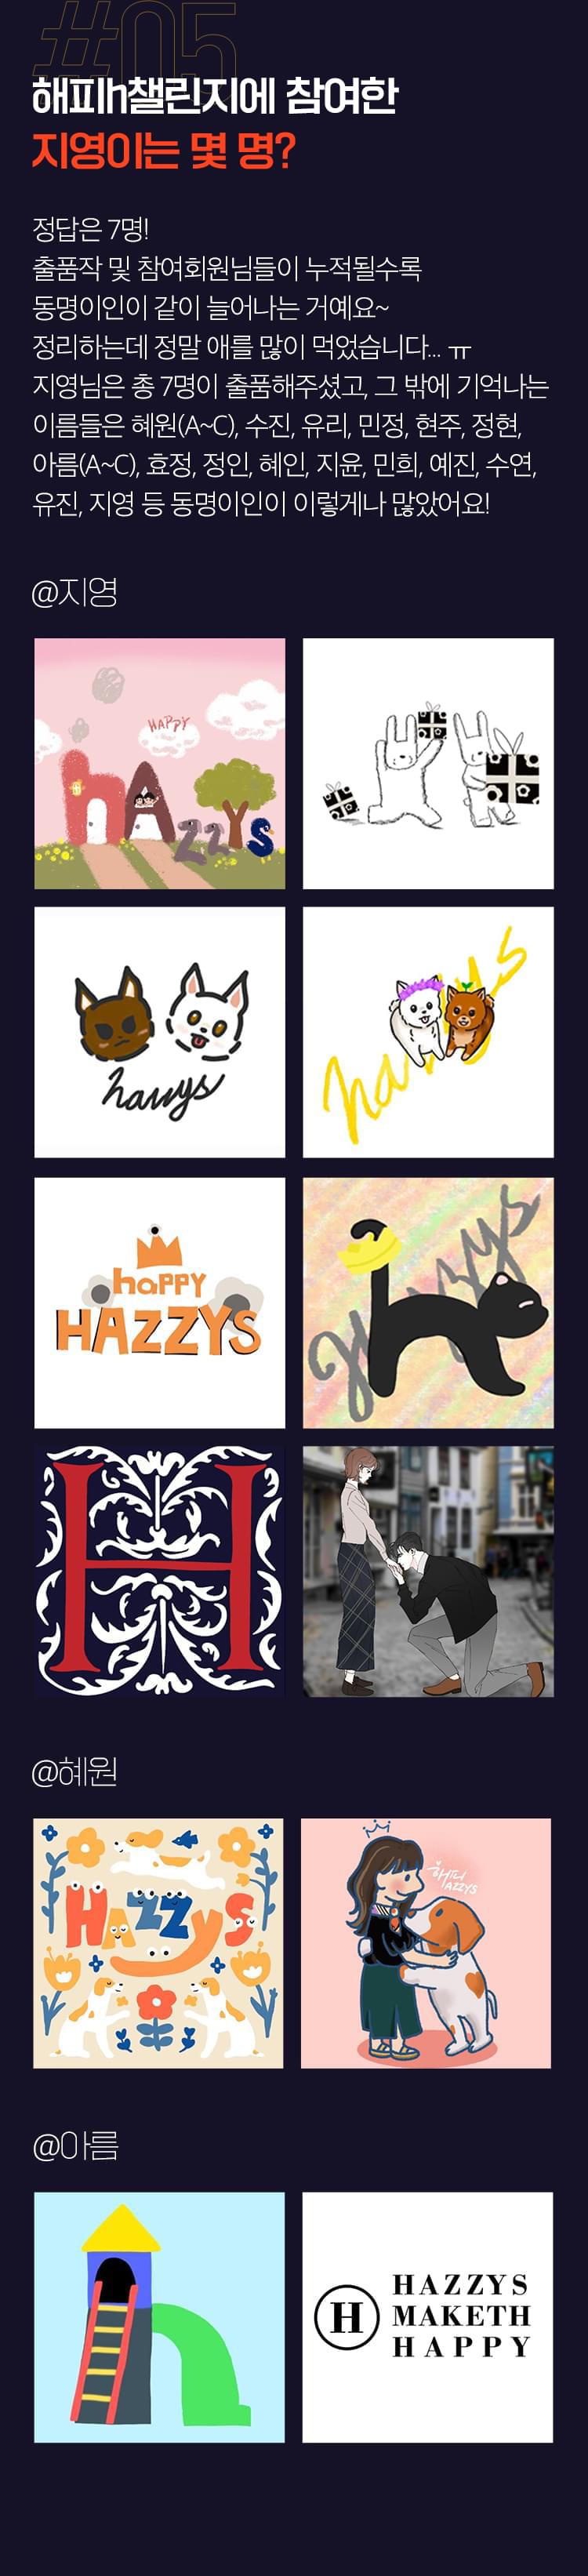 #05
해피h챌린지에 참여한
지영이는 몇 명?
정답은 7명!
출품작 및 참여회원님들이 누적될수록
동명이인이 같이 늘어나는 거예요~
정리하는데 정말 애를 많이 먹었습니다... ㅠ
지영님은 총 7명이 출품해주셨고, 그 밖에 기억나는
이름들은 혜원(A~C), 수진, 유리, 민정, 현주, 정현,
아름(A~C), 효정, 정인, 혜인, 지윤, 민희, 예진, 수연,
유진, 지영 등 동명이인이 이렇게나 많았어요!
@지영
HAPPY
hAZZYS
hazzys
hazzys
happy
HAZZYS
Hazzys
H
@혜원
HAZZYS
해피
HAZZYS
@아름
H
HAZZYS
MAKETH
HAPPY